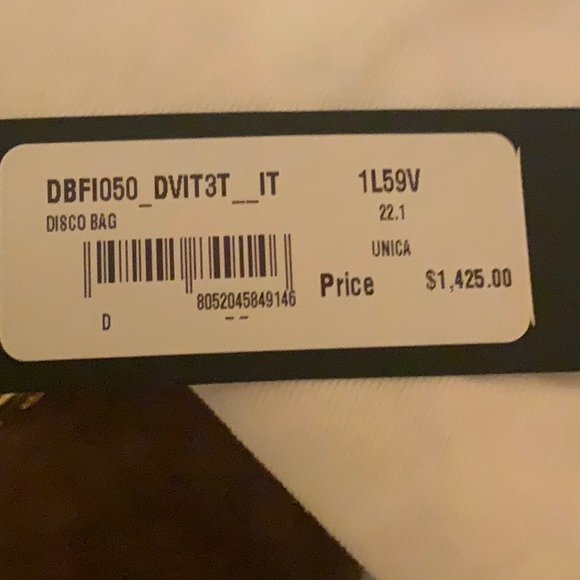 DBFI050_DVIT3T__IT 1L59V
DISCO BAG 22.1
UNICA
8052045849146 Price $1,425.00
D --